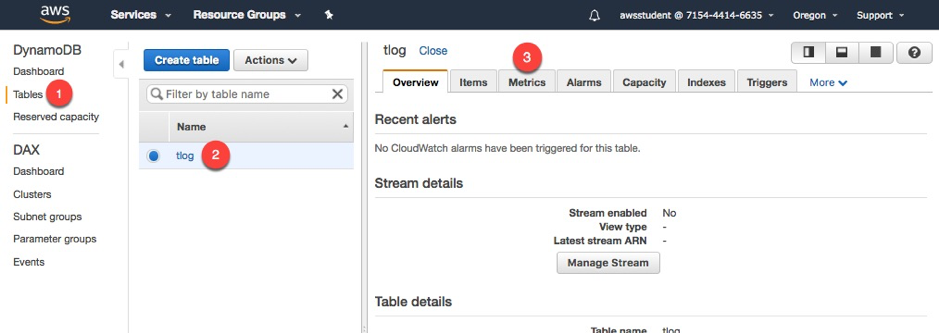 aws Services Resource Groups awsstudent @ 7154-4414-6635 Oregon Support
DynamoDB
Dashboard
Tables 1
Reserved capacity
DAX
Dashboard
Clusters
Subnet groups
Parameter groups
Events
Create table Actions
Filter by table name
Name
tlog 2
tlog Close
3
Overview Items Metrics Alarms Capacity Indexes Triggers More
Recent alerts
No CloudWatch alarms have been triggered for this table.
Stream details
Stream enabled No
View type -
Latest stream ARN -
Manage Stream
Table details
Table name tlog